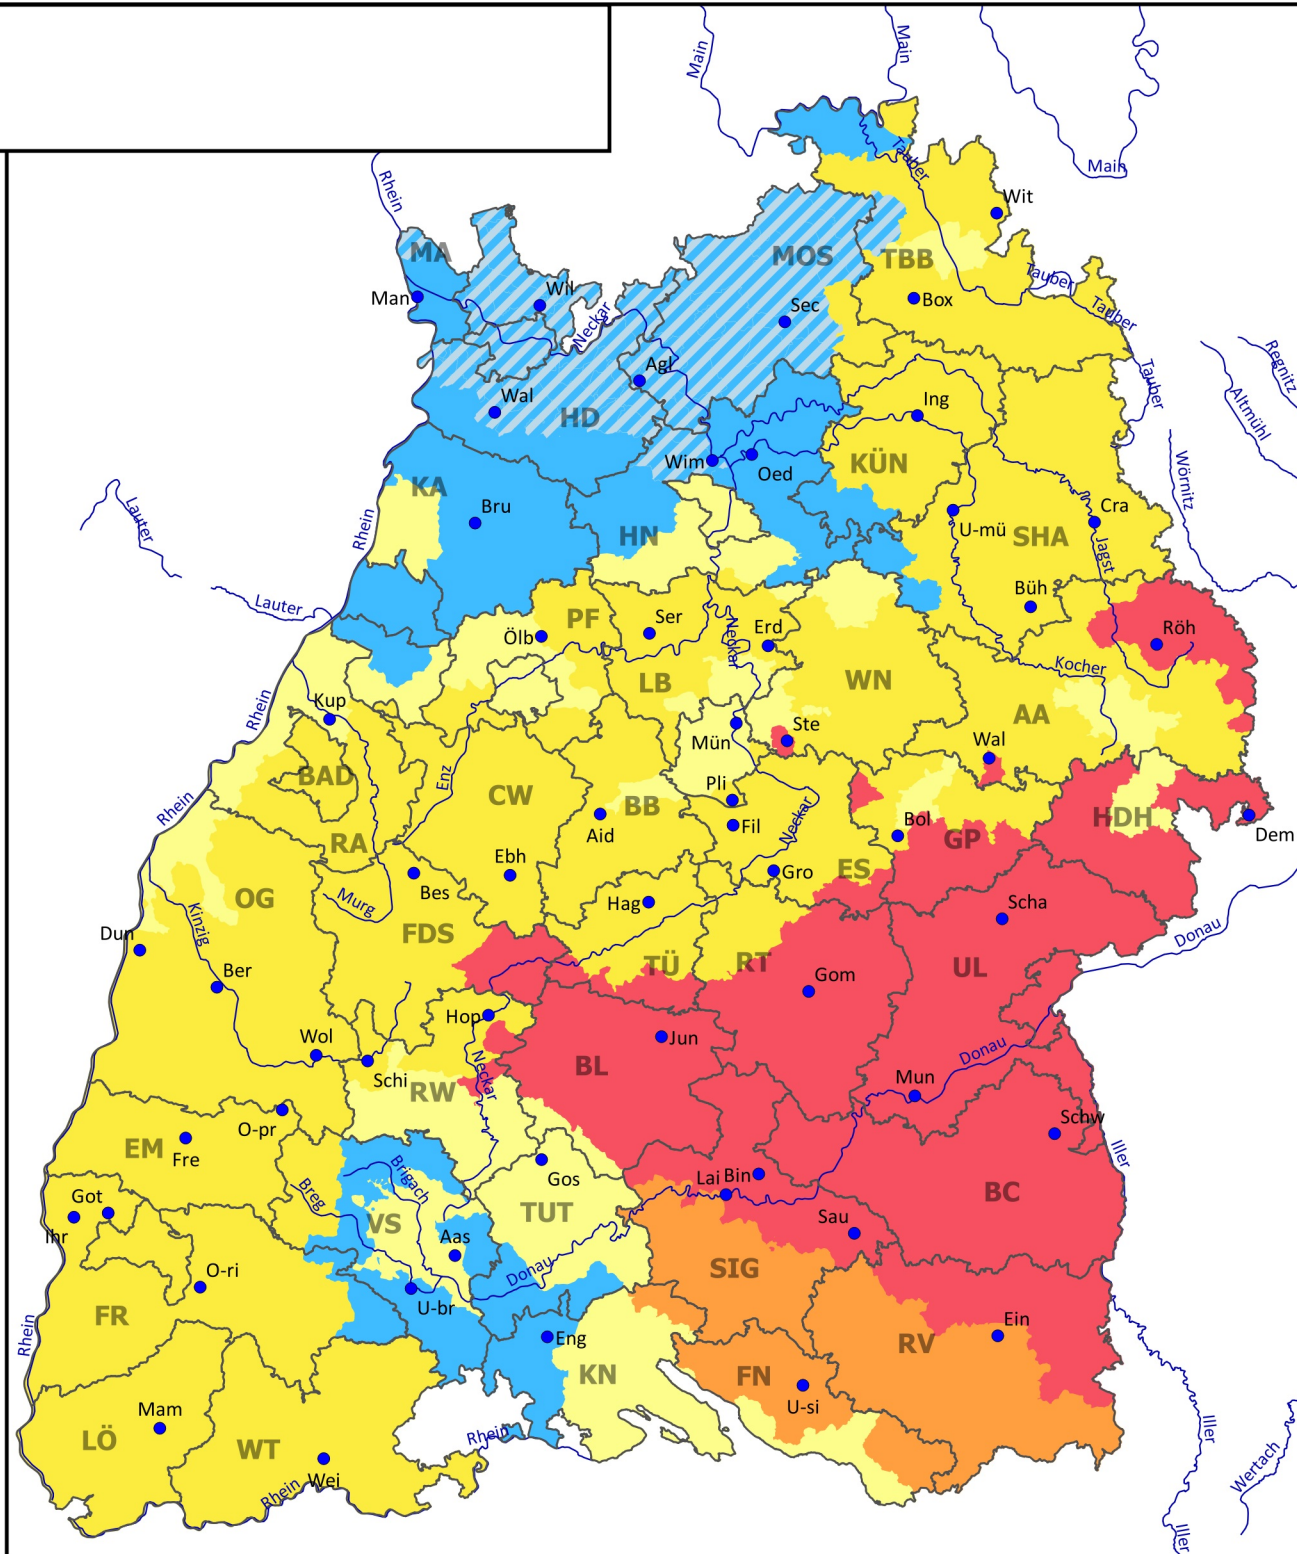 Main
Main
Main
Tauber
Rhein
Wit
MA
MOS
TBB
Tauber
Man
Wil
Sec
Box
Neckar
Tauber
Tauber
Regnitz
Altmühl
Agl
Wal
HD
Ing
Wim
Oed
KÜN
Wörnitz
KA
Bru
HN
U-mü
SHA
Cra
Jagst
Lauter
Rhein
Lauter
Büh
PF
Ser
Erd
Röh
Ölb
Neckar
Kocher
LB
WN
Kup
Rhein
AA
Mün
Ste
Wal
BAD
Enz
CW
BB
Pli
Fil
Neckar
Aid
Böl
GP
HDH
Dem
Rhein
RA
Ebh
Bes
Gro
ES
OG
Murg
Hag
Scha
Kinzig
Dun
FDS
Donau
TÜ
RT
UL
Ber
Gom
Hop
Wol
Jun
Donau
Schi
Neckar
BL
Mun
RW
O-pr
Schw
EM
Fre
Iller
Brigach
Breg
Gos
Lai
Bin
BC
Got
Ihr
VS
TUT
Sau
Aas
O-ri
Donau
SIG
U-br
FR
Eng
Ein
RV
Rhein
KN
FN
U-si
Mam
LÖ
WT
Rhein
Iller
Wei
Rhein
Wertach
Iller